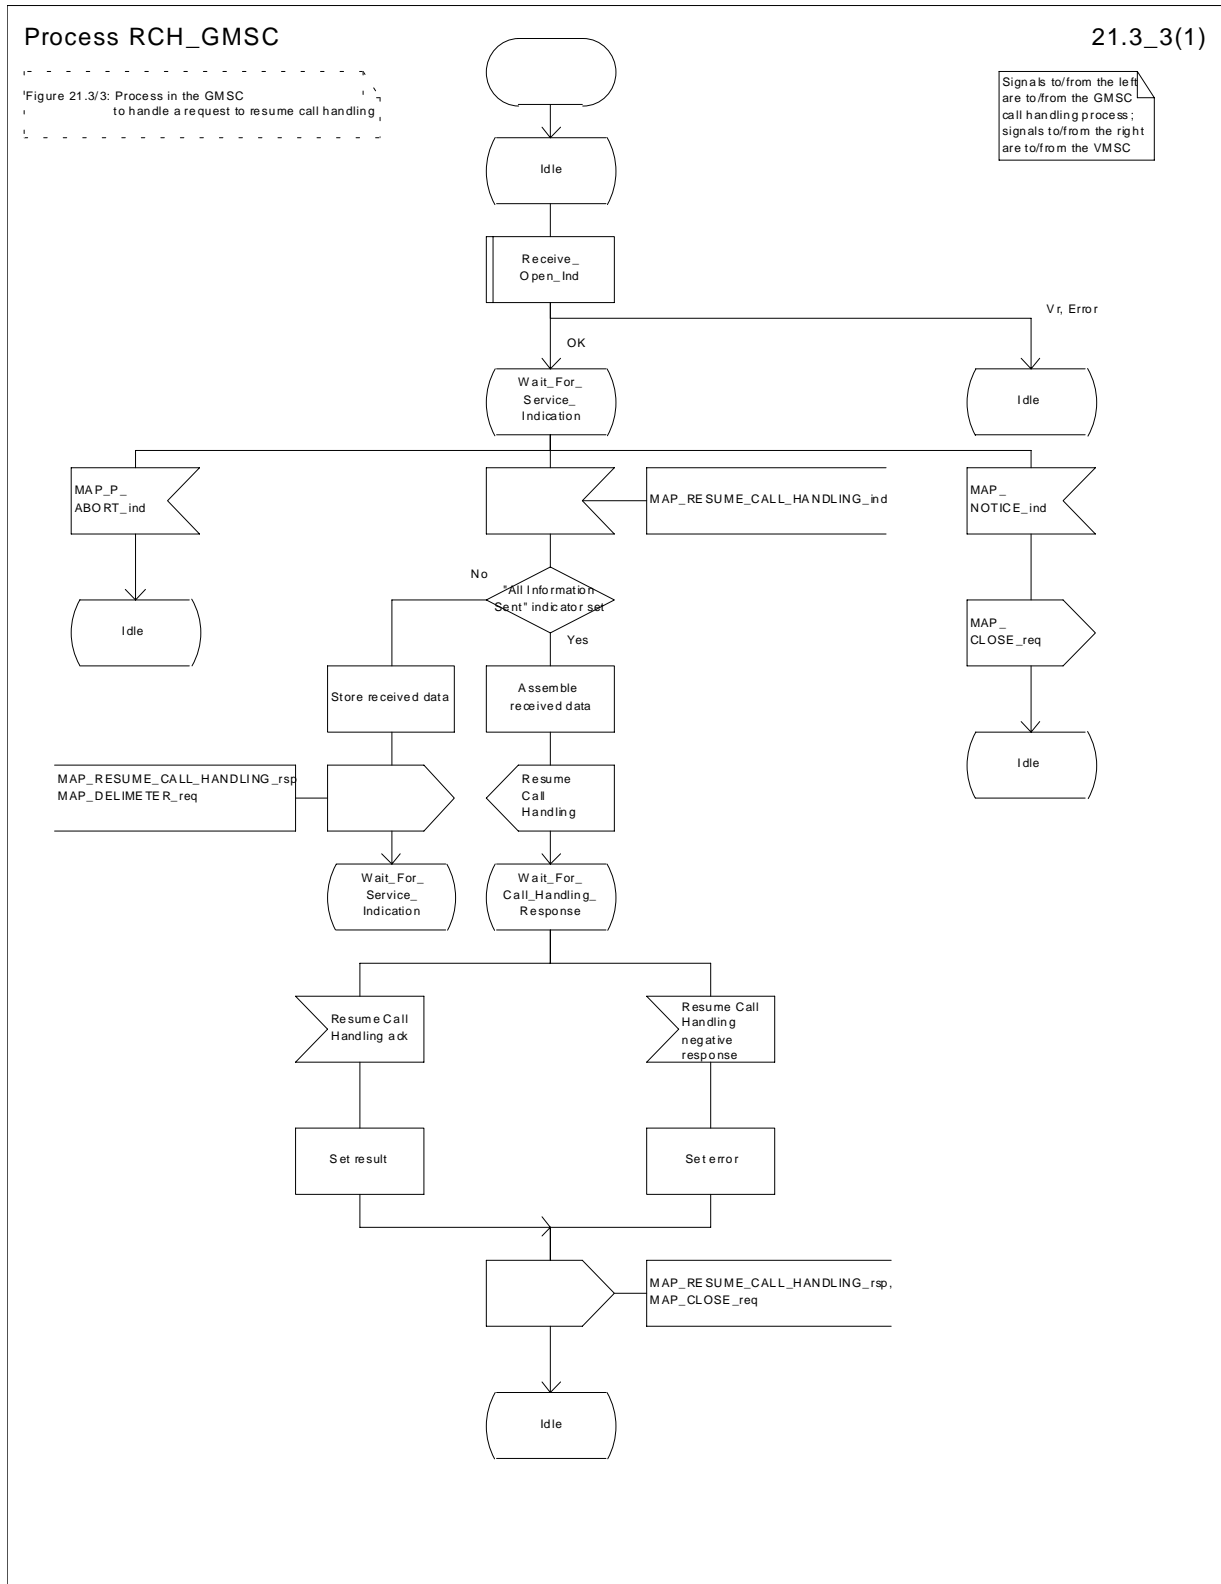 Process RCH_GMSC
21.3_3(1)
Figure 21.3/3: Process in the GMSC
to handle a request to resume call handling
Signals to/from the left
are to/from the GMSC
call handling process;
signals to/from the right
are to/from the VMSC
Idle
Receive_
Open_Ind
Vr, Error
OK
Wait_For_
Service_
Indication
Idle
MAP_P_
ABORT_ind
MAP_RESUME_CALL_HANDLING_ind
MAP_
NOTICE_ind
No
"All Information
Sent" indicator set
Yes
Idle
MAP_
CLOSE_req
Store received data
Assemble
received data
Idle
MAP_RESUME_CALL_HANDLING_rsp
MAP_DELIMETER_req
Resume
Call
Handling
Wait_For_
Service_
Indication
Wait_For_
Call_Handling_
Response
Resume Call
Handling ack
Resume Call
Handling
negative
response
Set result
Set error
MAP_RESUME_CALL_HANDLING_rsp,
MAP_CLOSE_req
Idle